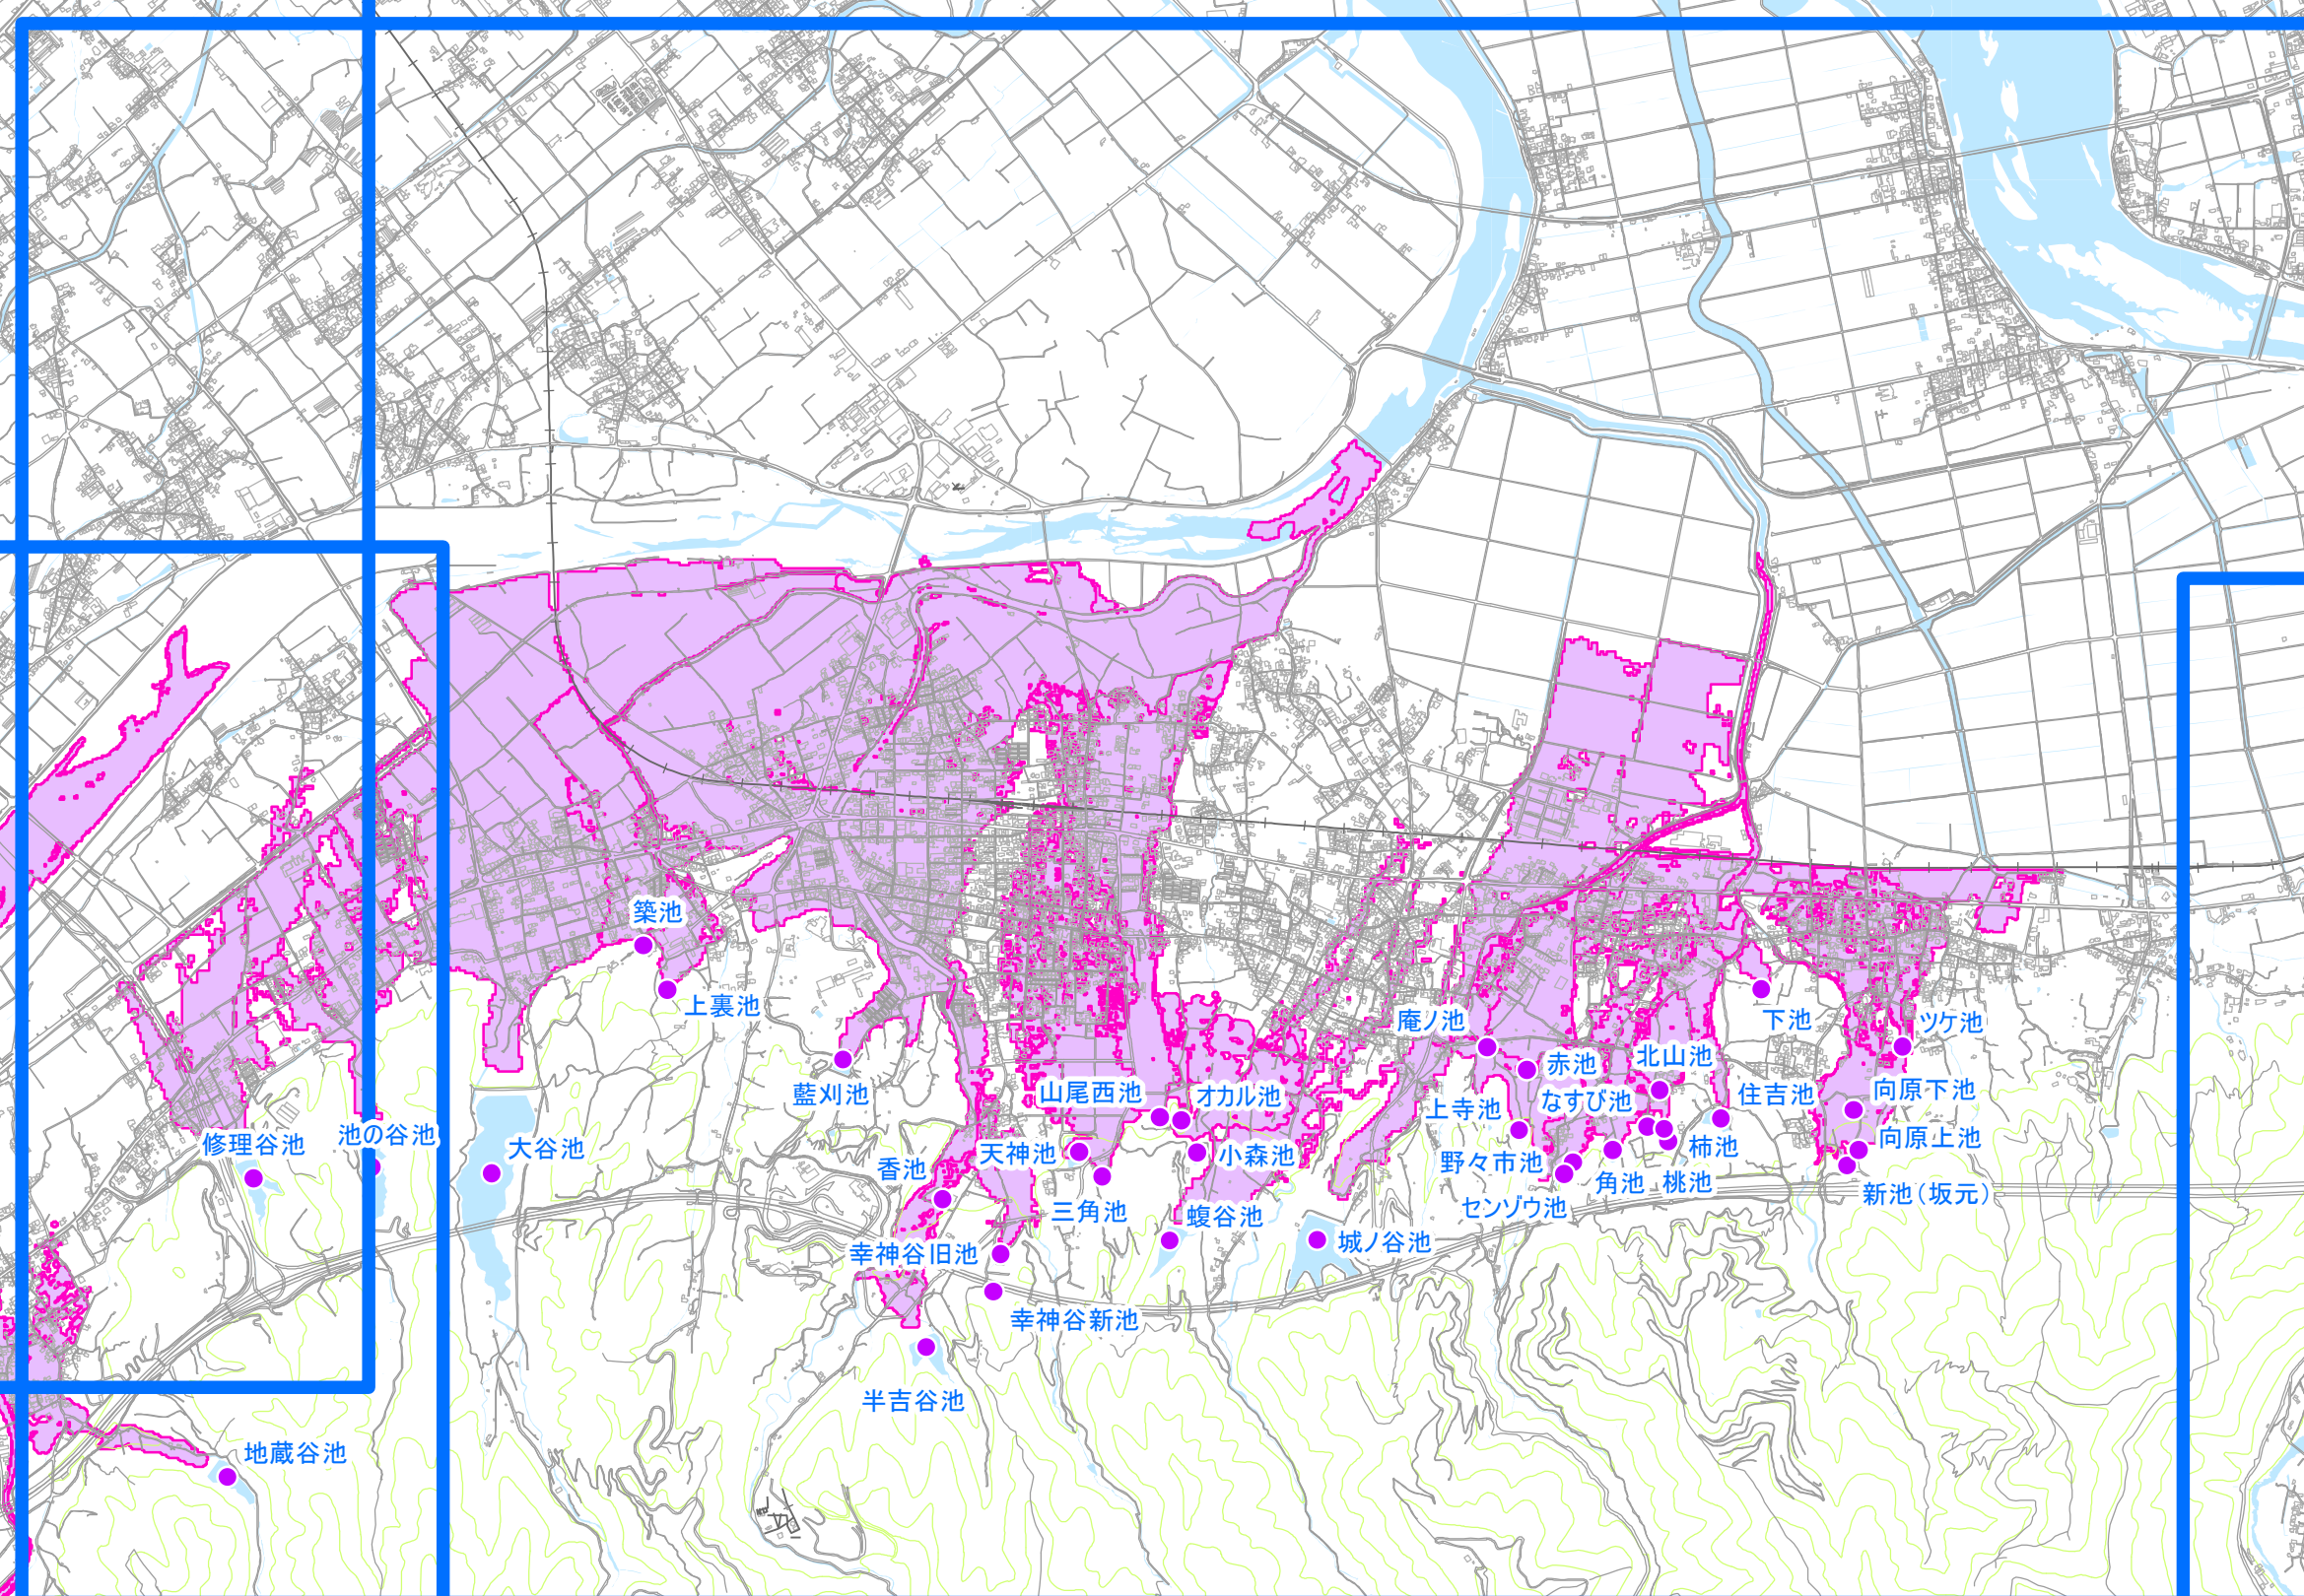 築池
上裏池
庵ノ池
下池
ツケ池
北山池
赤池
藍刈池
山尾西池
オカル池
なすび池
住吉池
向原下池
上寺池
修理谷池
池の谷池
大谷池
向原上池
天神池
小森池
柿池
野々市池
香池
角池
桃池
新池(坂元)
センゾウ池
三角池
蝮谷池
城ノ谷池
幸神谷旧池
幸神谷新池
半吉谷池
地蔵谷池